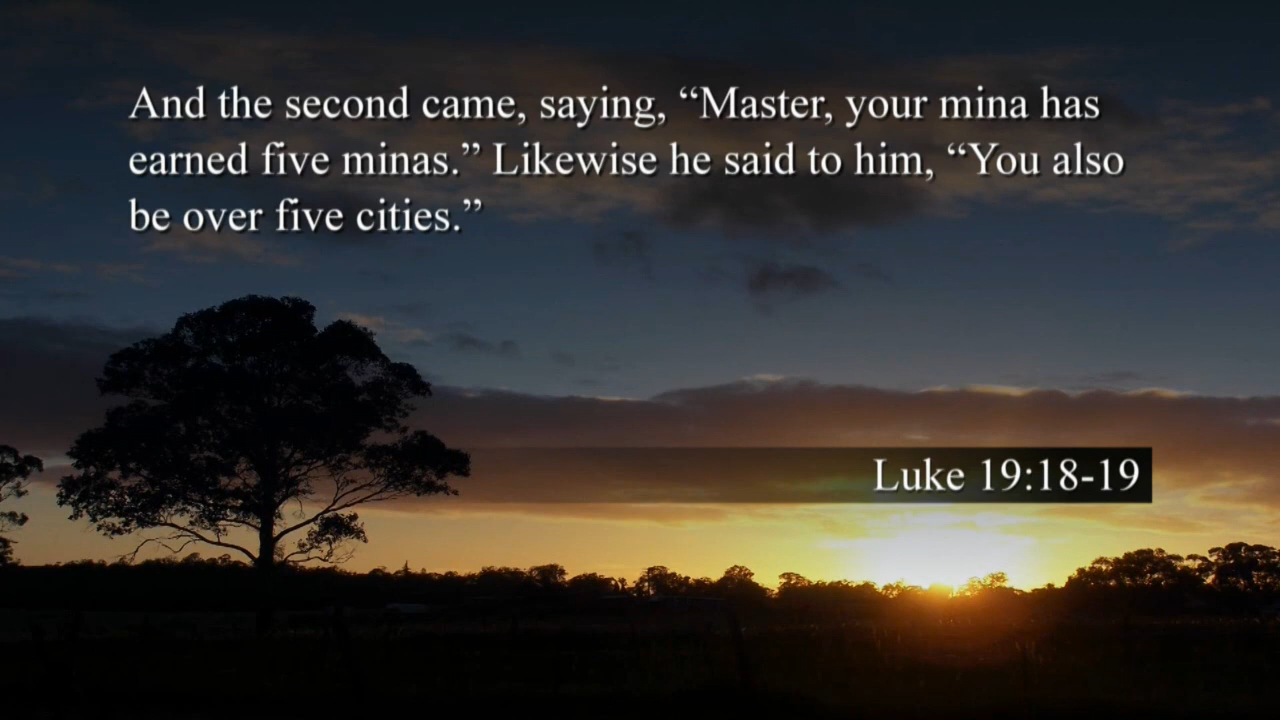 And the second came, saying, “Master, your mina has
earned five minas.” Likewise he said to him, “You also
be over five cities.”
Luke 19:18-19